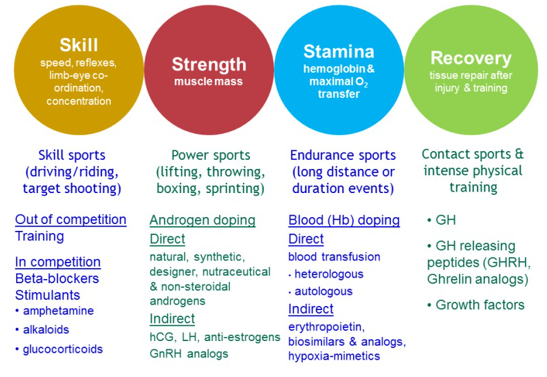 Skill
speed, reflexes,
limb-eye co-
ordination,
concentration
Strength
muscle mass
Stamina
hemoglobin &
maximal O2
transfer
Recovery
tissue repair after
injury & training
Skill sports
(driving/riding,
target shooting)
Out of competition
Training
In competition
Beta-blockers
Stimulants
• amphetamine
• alkaloids
• glucocorticoids
Power sports
(lifting, throwing,
boxing, sprinting)
Androgen doping
Direct
natural, synthetic,
designer, nutraceutical
& non-steroidal
androgens
Indirect
hCG, LH, anti-estrogens
GnRH analogs
Endurance sports
(long distance or
duration events)
Blood (Hb) doping
Direct
blood transfusion
• heterologous
• autologous
Indirect
erythropoietin,
biosimilars & analogs,
hypoxia-mimetics
Contact sports &
intense physical
training
• GH
• GH releasing
peptides (GHRH,
Ghrelin analogs)
• Growth factors